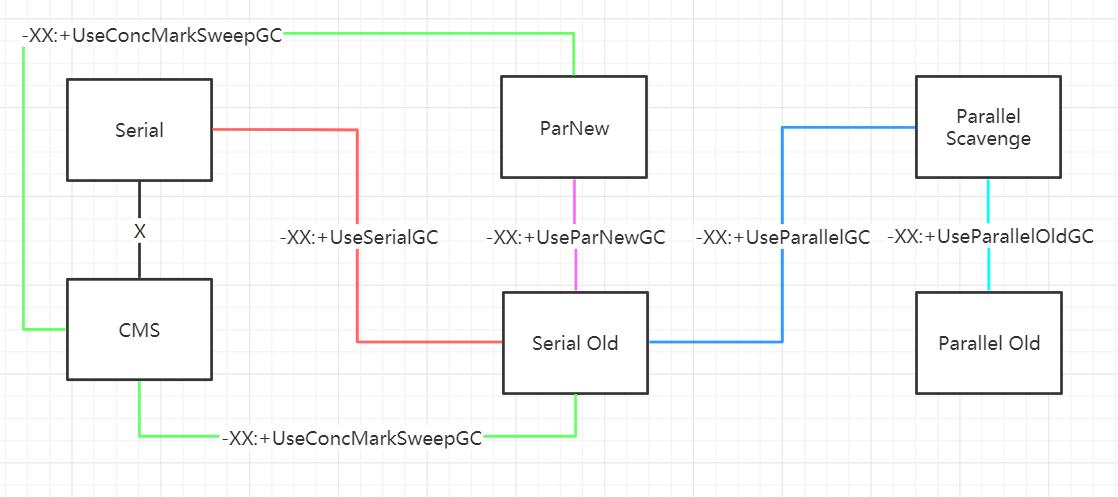 -XX:+UseConcMarkSweepGC
Serial
ParNew
Parallel
Scavenge
X
-XX:+UseSerialGC
-XX:+UseParNewGC
-XX:+UseParallelGC
-XX:+UseParallelOldGC
CMS
Serial Old
Parallel Old
-XX:+UseConcMarkSweepGC